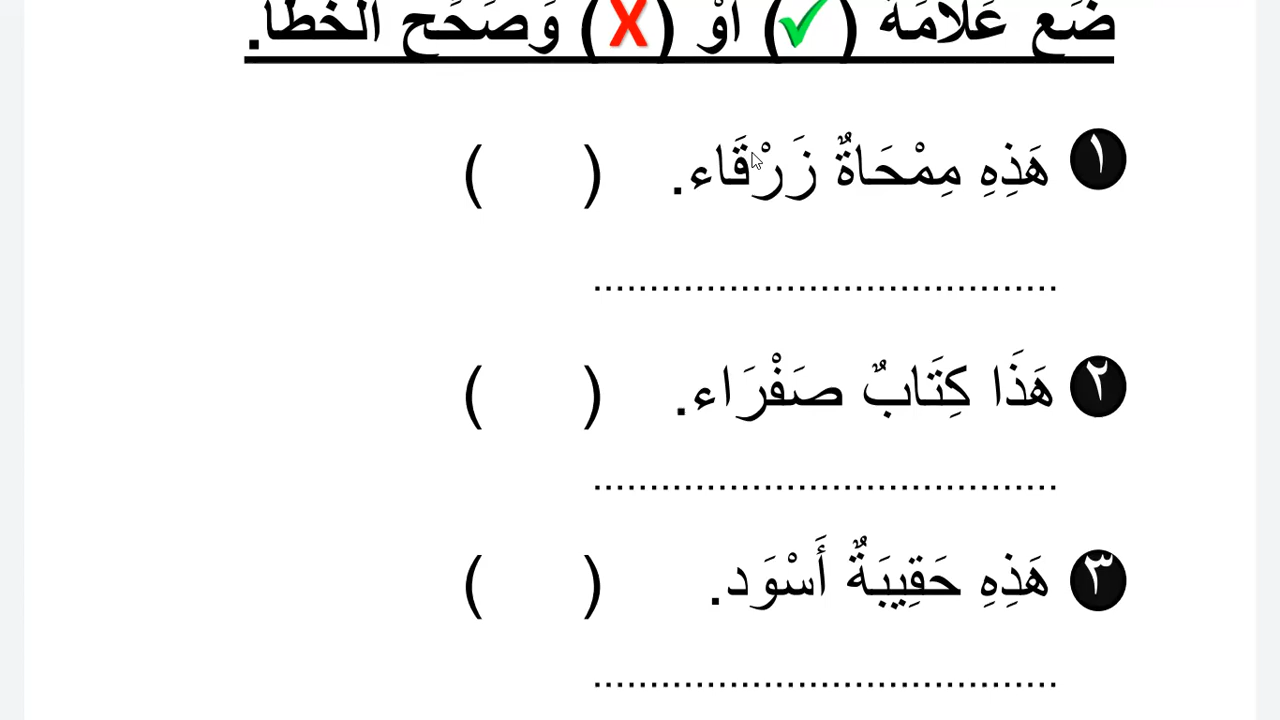 ضَع عَلَامَةَ (✓) أَوْ (X) وَصَحِّح الْخَطَأ.
١ هَذِهِ مِمْحَاةٌ زَرْقَاء. ( )
........................................
٢ هَذَا كِتَابٌ صَفْرَاء. ( )
........................................
٣ هَذِهِ حَقِيبَةٌ أَسْوَد. ( )
........................................